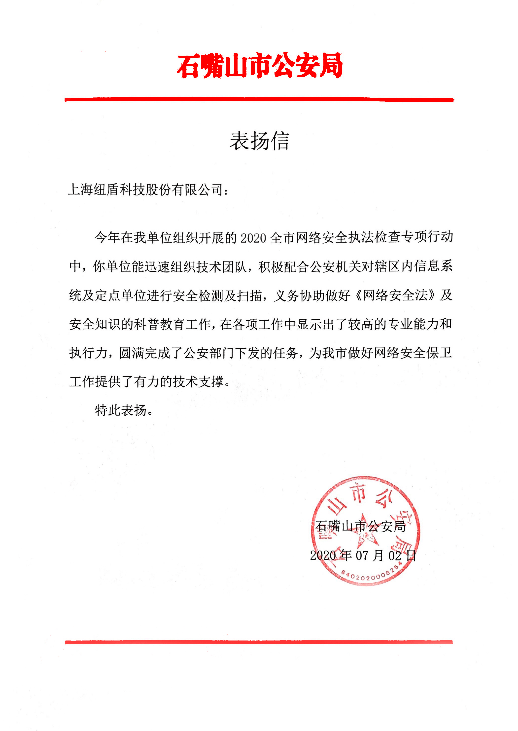 石嘴山市公安局
表扬信
上海纽盾科技股份有限公司：
今年在我单位组织开展的 2020 全市网络安全执法检查专项行动
中，你单位能迅速组织技术团队，积极配合公安机关对辖区内信息系
统及定点单位进行安全检测及扫描，义务协助做好《网络安全法》及
安全知识的科普教育工作，在各项工作中显示出了较高的专业能力和
执行力，圆满完成了公安部门下发的任务，为我市做好网络安全保卫
工作提供了有力的技术支撑。
特此表扬。
石嘴山市公安局
2020 年 07 月 02 日
山市公安局